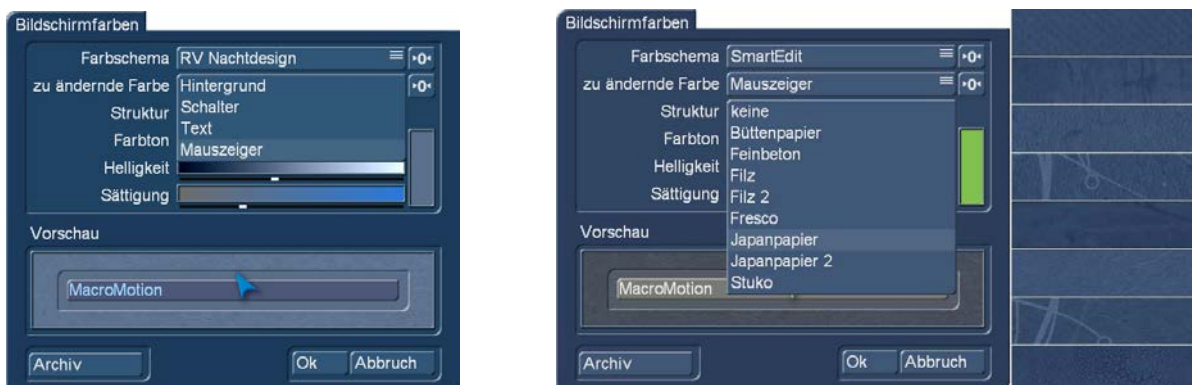 Bildschirmfarben
Farbschema RV Nachtdesign
zu ändernde Farbe Hintergrund
Struktur Schalter
Text
Farbton
Mauszeiger
Helligkeit
Sättigung
Vorschau
MacroMotion
Archiv Ok Abbruch
Bildschirmfarben
Farbschema SmartEdit
zu ändernde Farbe Mauszeiger
Struktur keine
Büttenpapier
Farbton
Feinbeton
Helligkeit Filz
Sättigung Filz 2
Fresco
Vorschau
Japanpapier
Japanpapier 2
MacroMotion Stuko
Archiv Ok Abbruch